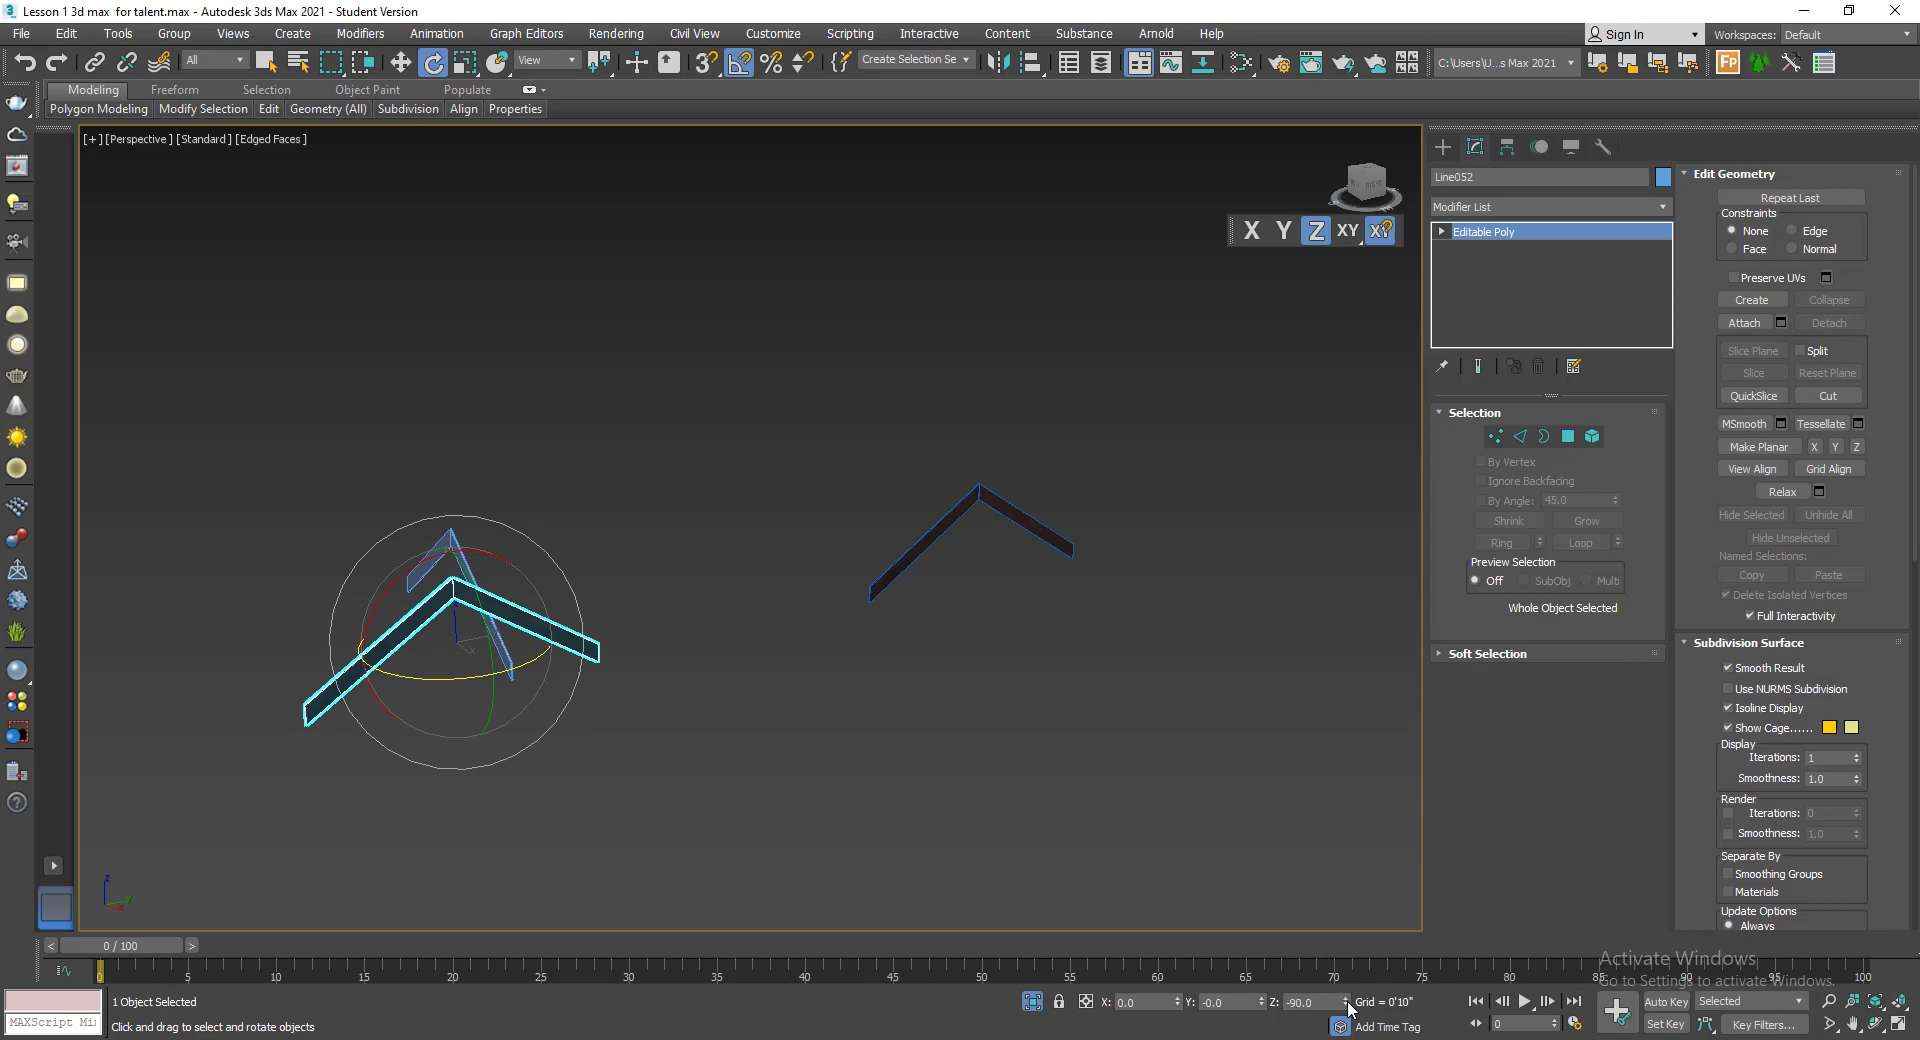 Lesson 1 3d max  for talent.max - Autodesk 3ds Max 2021 - Student Version
File Edit Tools Group Views Create Modifiers Animation Graph Editors Rendering Civil View Customize Scripting Interactive Content Substance Arnold Help
Sign In Workspaces: Default
All View Create Selection Se C:\Users\U...s Max 2021
Modeling Freeform Selection Object Paint Populate
Polygon Modeling Modify Selection Edit Geometry (All) Subdivision Align Properties
[+] [Perspective] [Standard] [Edged Faces]
X Y Z XY XY
Line052
Modifier List
Editable Poly
Selection
By Vertex
Ignore Backfacing
By Angle: 45.0
Shrink Grow
Ring Loop
Preview Selection
Off SubObj Multi
Whole Object Selected
Soft Selection
Edit Geometry
Repeat Last
Constraints
None Edge
Face Normal
Preserve UVs
Create Collapse
Attach Detach
Slice Plane Split
Slice Reset Plane
QuickSlice Cut
MSmooth Tessellate
Make Planar X Y Z
View Align Grid Align
Relax
Hide Selected Unhide All
Hide Unselected
Named Selections:
Copy Paste
Delete Isolated Vertices
Full Interactivity
Subdivision Surface
Smooth Result
Use NURMS Subdivision
Isoline Display
Show Cage......
Display
Iterations: 1
Smoothness: 1.0
Render
Iterations: 0
Smoothness: 1.0
Separate By
Smoothing Groups
Materials
Update Options
Always
< 0 / 100 >
0 5 10 15 20 25 30 35 40 45 50 55 60 65 70 75 80 85 90 95 100
Activate Windows
Go to Settings to activate Windows.
1 Object Selected X: 0.0 Y: -0.0 Z: -90.0 Grid = 0'10"
Auto Key Selected
MAXScript Mi Click and drag to select and rotate objects Add Time Tag 0 Set Key Key Filters...